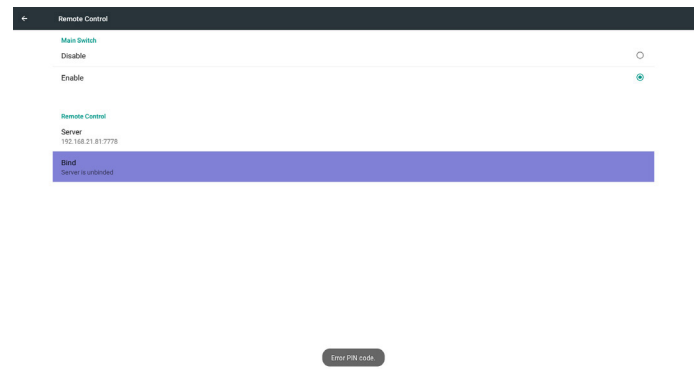 Remote Control
Main Switch
Disable
Enable
Remote Control
Server
192.168.21.81:7778
Bind
Server is unbinded
Error PIN code.